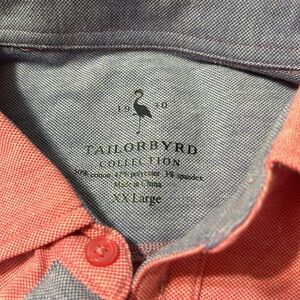 19 30
TAILORBYRD
COLLECTION
50% cotton 47% polyester 3% spandex
Made in China
XX Large